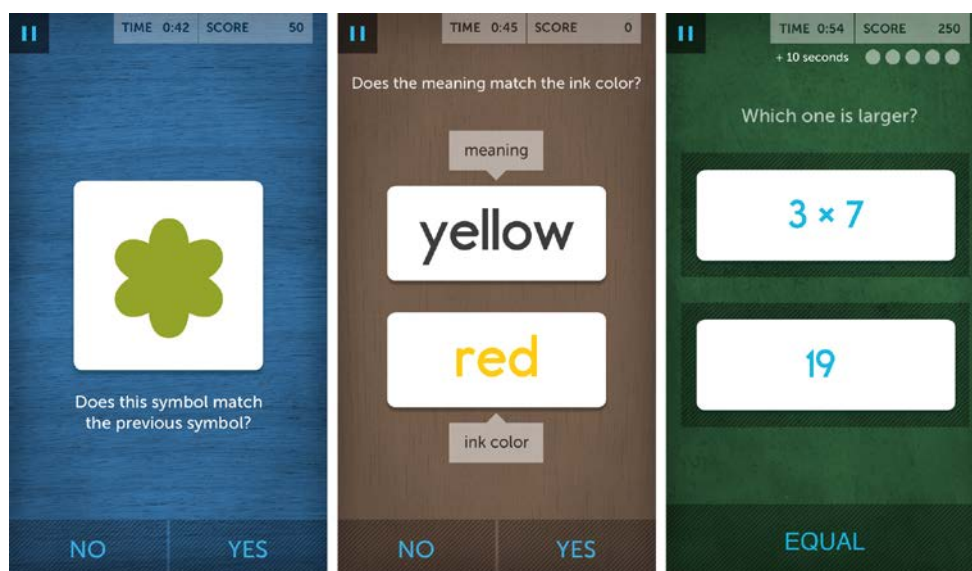 TIME 0:42 SCORE 50
Does this symbol match
the previous symbol?
NO YES
TIME 0:45 SCORE 0
Does the meaning match the ink color?
meaning
yellow
red
ink color
NO YES
TIME 0:54 SCORE 250
+ 10 seconds
Which one is larger?
3 × 7
19
EQUAL